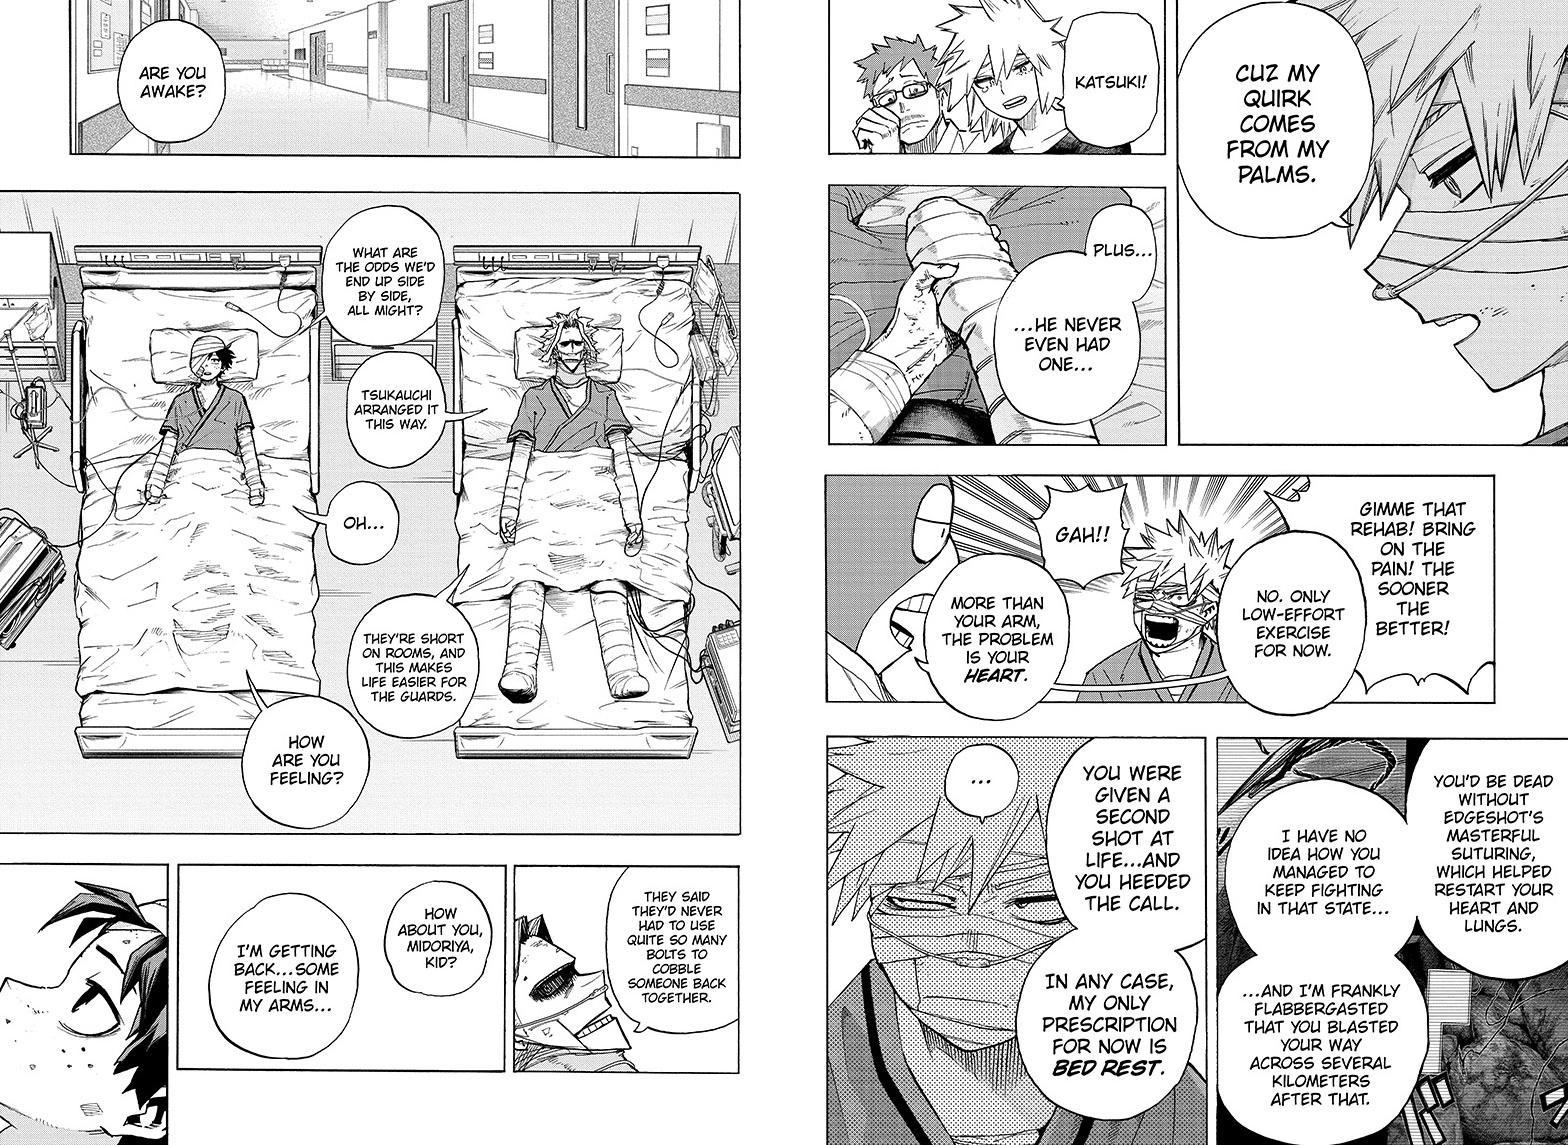 CUZ MY
QUIRK
COMES
FROM MY
PALMS.
KATSUKI!
PLUS...
...HE NEVER
EVEN HAD
ONE...
GIMME THAT
REHAB! BRING
ON THE
PAIN! THE
SOONER
THE
BETTER!
NO. ONLY
LOW-EFFORT
EXERCISE
FOR NOW.
GAH!!
MORE THAN
YOUR ARM,
THE PROBLEM
IS YOUR
HEART.
YOU'D BE DEAD
WITHOUT
EDGESHOT'S
MASTERFUL
SUTURING,
WHICH HELPED
RESTART YOUR
HEART AND
LUNGS.
I HAVE NO
IDEA HOW YOU
MANAGED TO
KEEP FIGHTING
IN THAT STATE...
...AND I'M FRANKLY
FLABBERGASTED
THAT YOU BLASTED
YOUR WAY
ACROSS SEVERAL
KILOMETERS
AFTER THAT.
YOU WERE
GIVEN A
SECOND
SHOT AT
LIFE...AND
YOU HEEDED
THE CALL.
...
IN ANY CASE,
MY ONLY
PRESCRIPTION
FOR NOW IS
BED REST.
ARE YOU
AWAKE?
WHAT ARE
THE ODDS WE'D
END UP SIDE
BY SIDE,
ALL MIGHT?
TSUKAUCHI
ARRANGED IT
THIS WAY.
OH...
THEY'RE SHORT
ON ROOMS, AND
THIS MAKES
LIFE EASIER FOR
THE GUARDS.
HOW
ARE YOU
FEELING?
THEY SAID
THEY'D NEVER
HAD TO USE
QUITE SO MANY
BOLTS TO
COBBLE
SOMEONE BACK
TOGETHER.
HOW
ABOUT YOU,
MIDORIYA,
KID?
I'M GETTING
BACK...SOME
FEELING IN
MY ARMS...